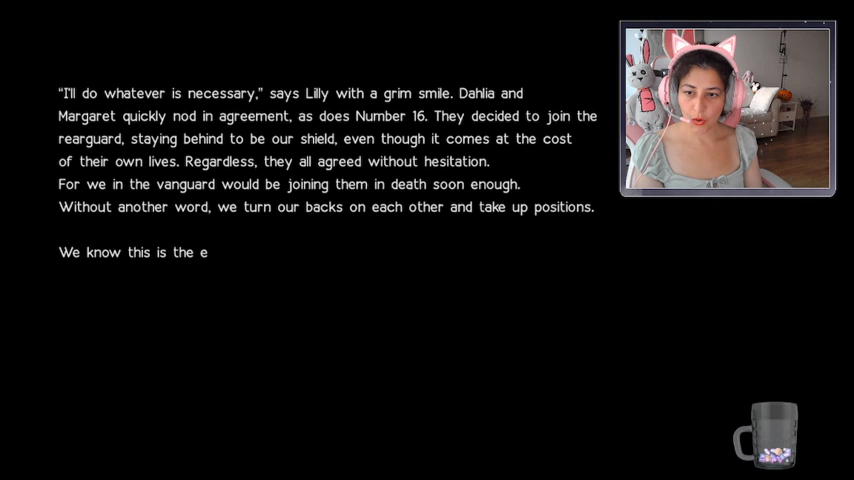 "I'll do whatever is necessary," says Lilly with a grim smile. Dahlia and
Margaret quickly nod in agreement, as does Number 16. They decided to join the
rearguard, staying behind to be our shield, even though it comes at the cost
of their own lives. Regardless, they all agreed without hesitation.
For we in the vanguard would be joining them in death soon enough.
Without another word, we turn our backs on each other and take up positions.
We know this is the e